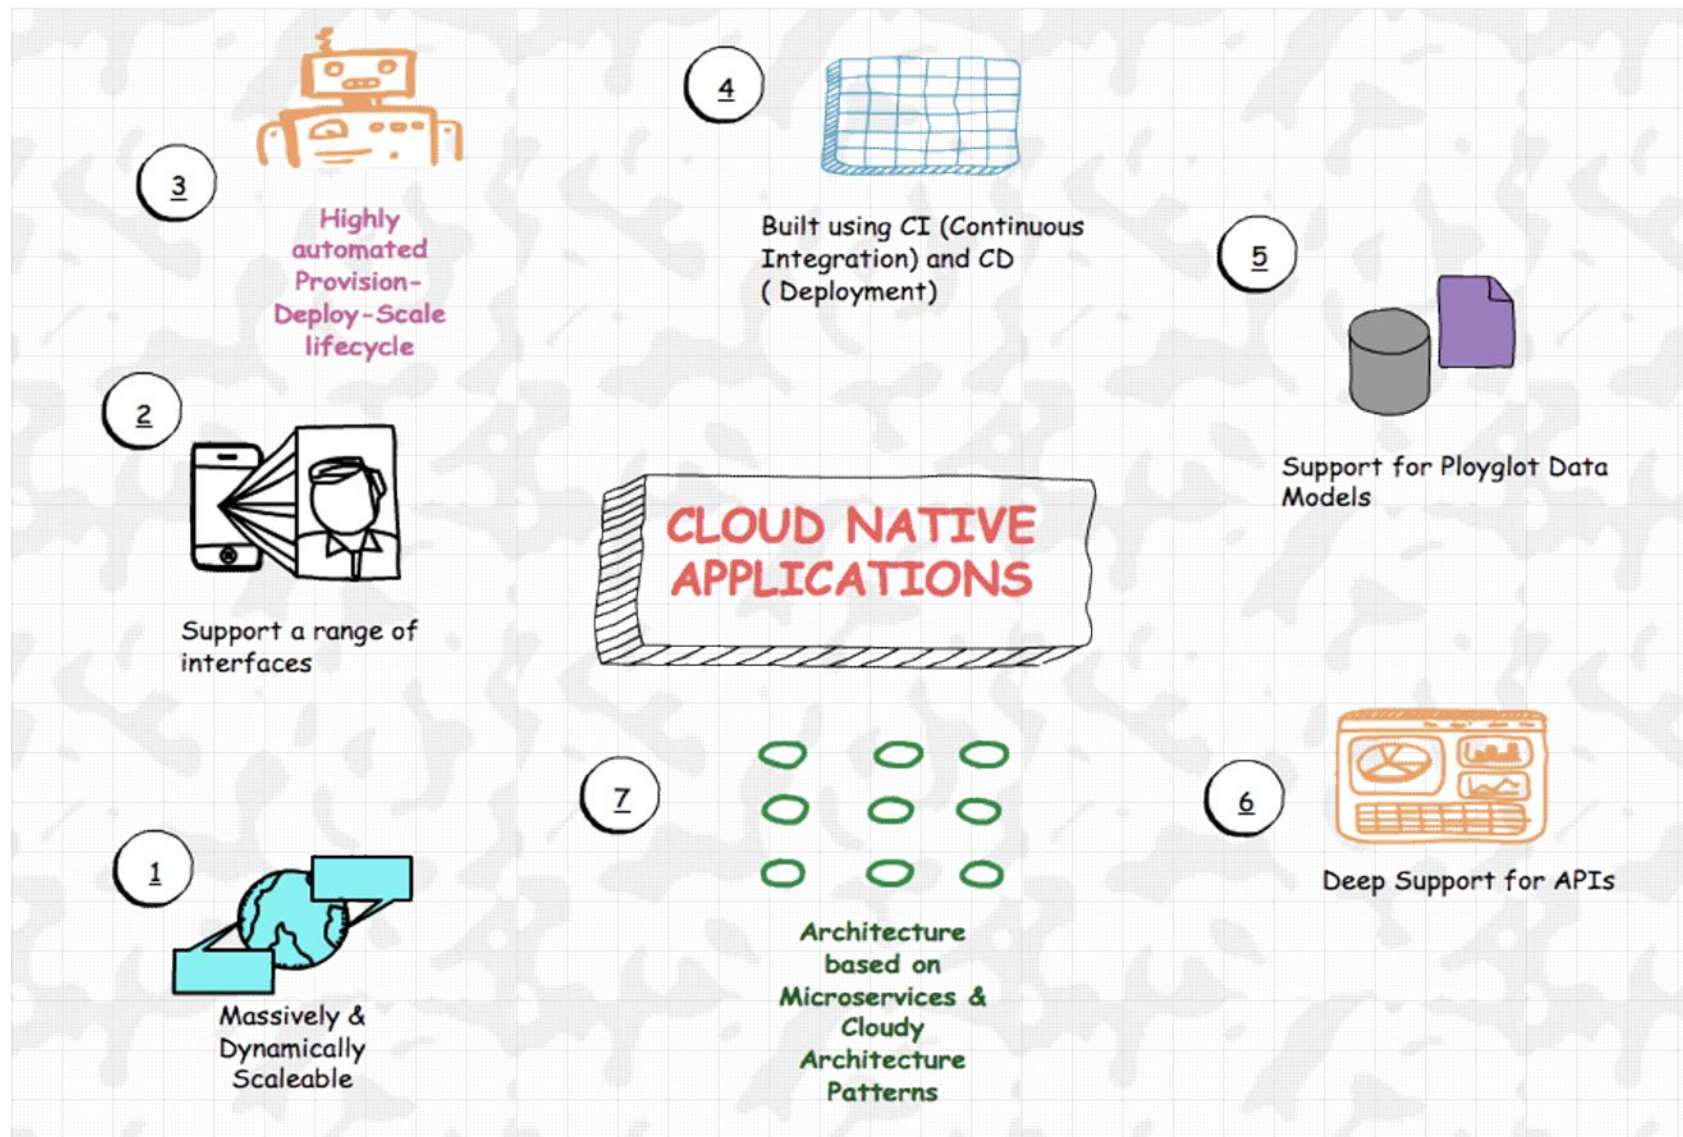 3
Highly
automated
Provision-
Deploy-Scale
lifecycle
4
Built using CI (Continuous
Integration) and CD
( Deployment)
5
Support for Ployglot Data
Models
2
Support a range of
interfaces
CLOUD NATIVE
APPLICATIONS
1
Massively &
Dynamically
Scaleable
7
Architecture
based on
Microservices &
Cloudy
Architecture
Patterns
6
Deep Support for APIs